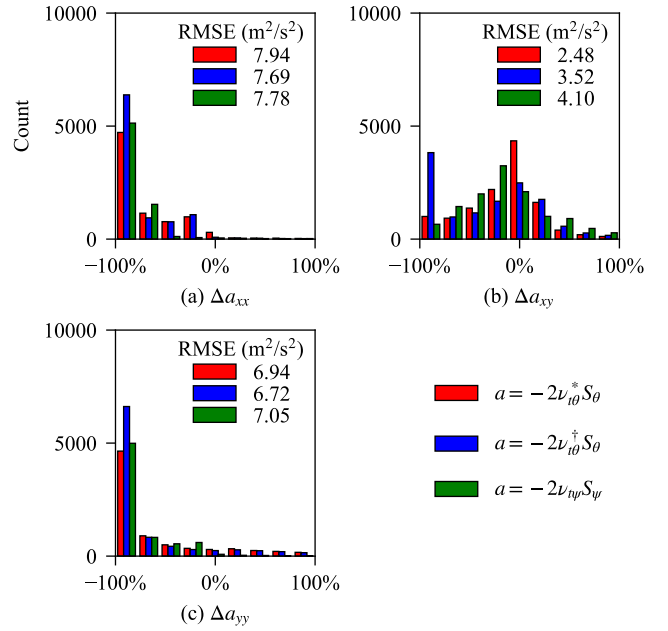 10000
5000
0
Count
RMSE (m²/s²)
7.94
7.69
7.78
−100% 0% 100%
(a) Δa_xx
10000
5000
0
RMSE (m²/s²)
2.48
3.52
4.10
−100% 0% 100%
(b) Δa_xy
10000
5000
0
RMSE (m²/s²)
6.94
6.72
7.05
−100% 0% 100%
(c) Δa_yy
a = −2ν*_tθ S_θ
a = −2ν†_tθ S_θ
a = −2ν_tψ S_ψ